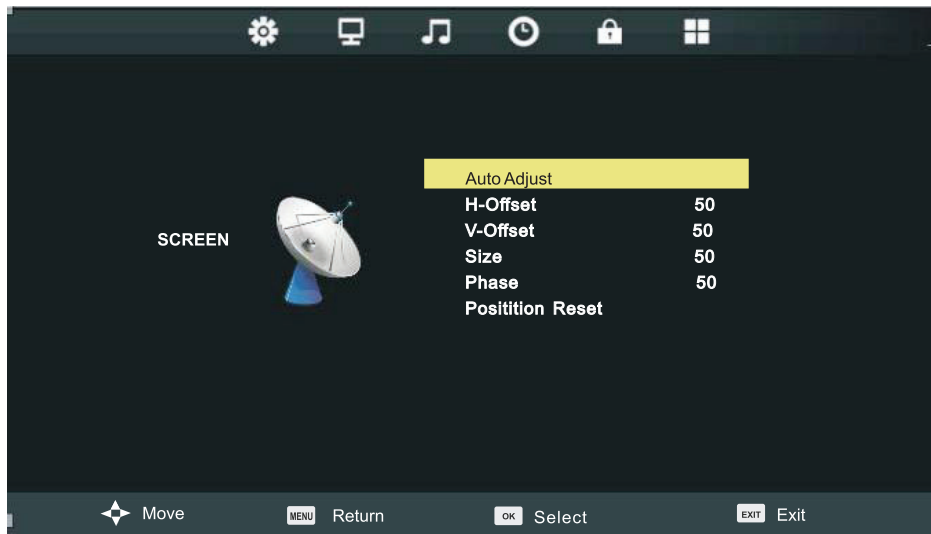 Auto Adjust
SCREEN
H-Offset 50
V-Offset 50
Size 50
Phase 50
Positition Reset
Move MENU Return OK Select EXIT Exit